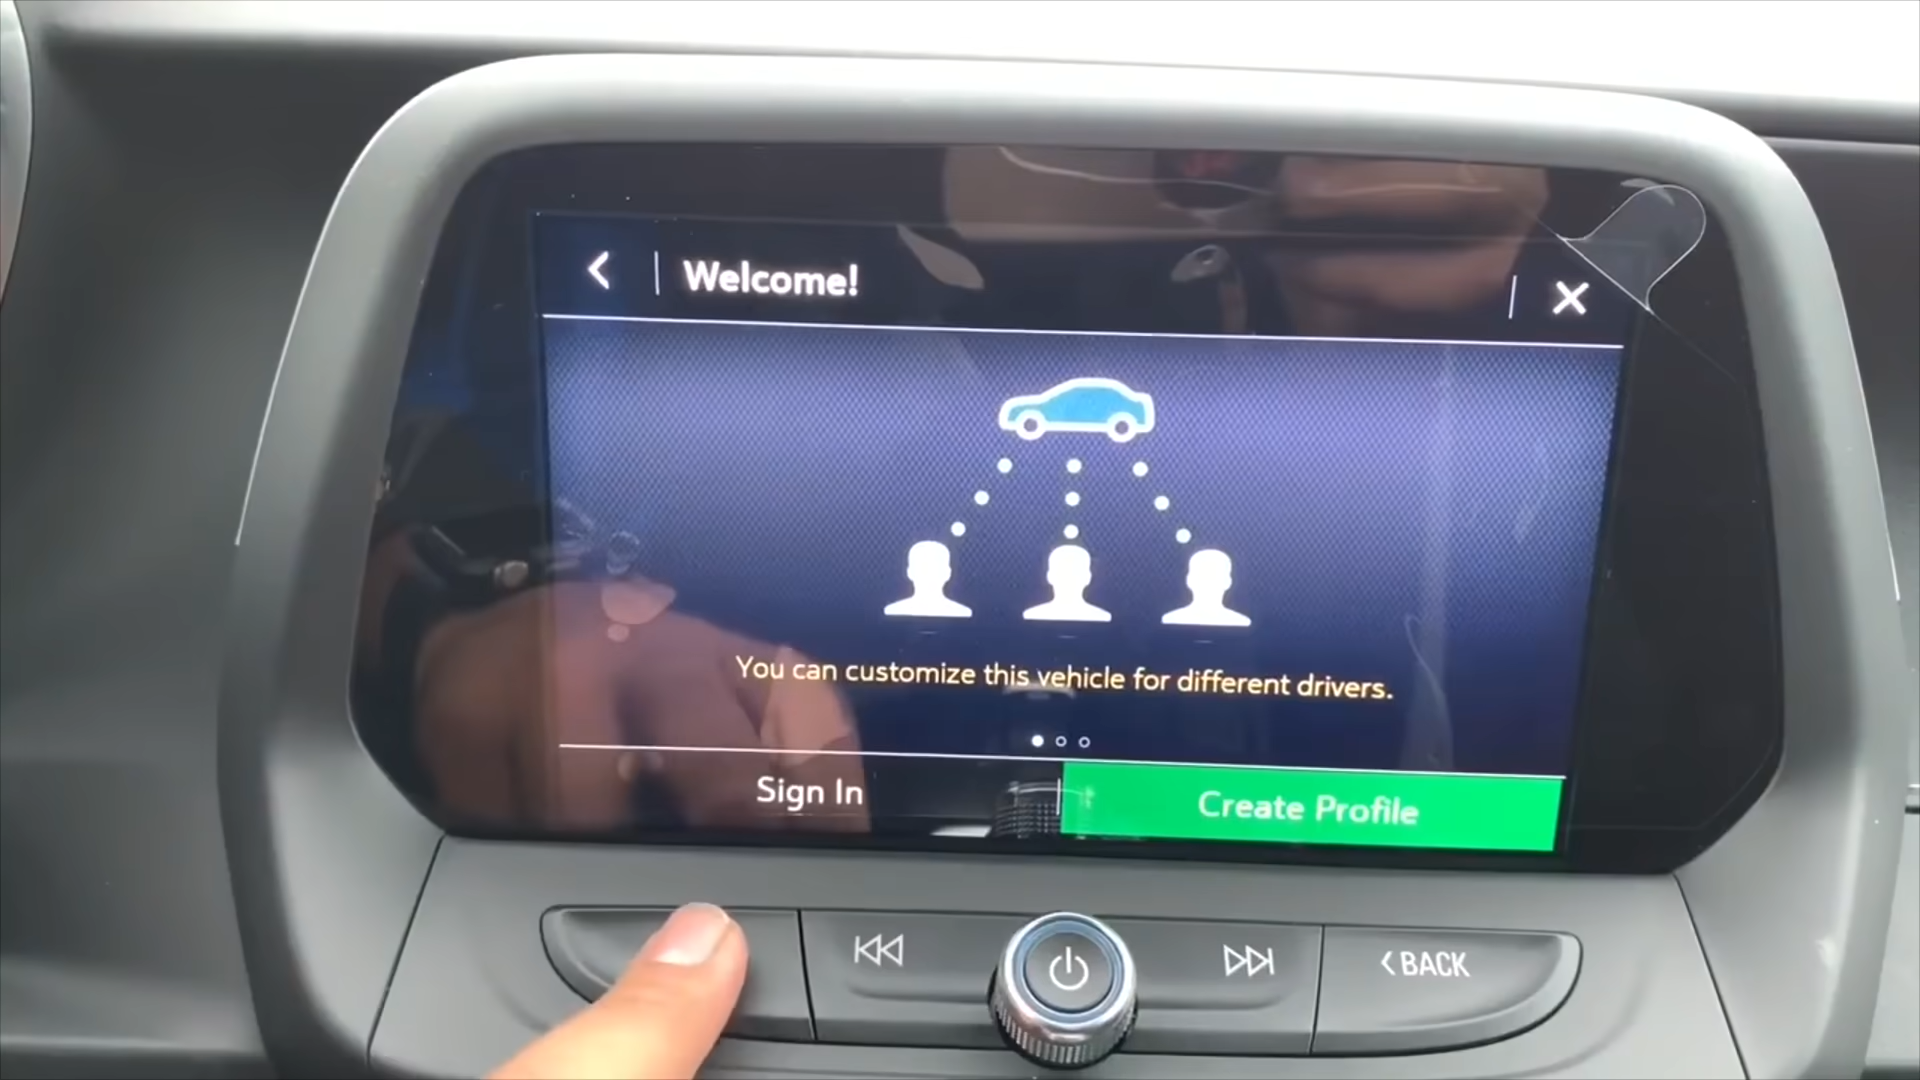 Welcome!
You can customize this vehicle for different drivers.
Sign In
Create Profile
BACK